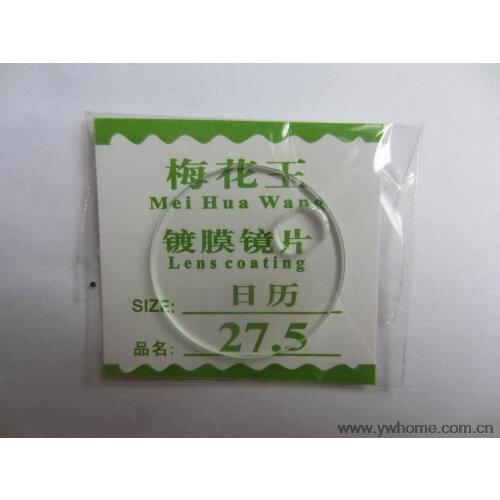 梅花王
Mei Hua Wang
镀膜镜片
Lens coating
SIZE: 日历
品名: 27.5
www.ywhome.com.cn